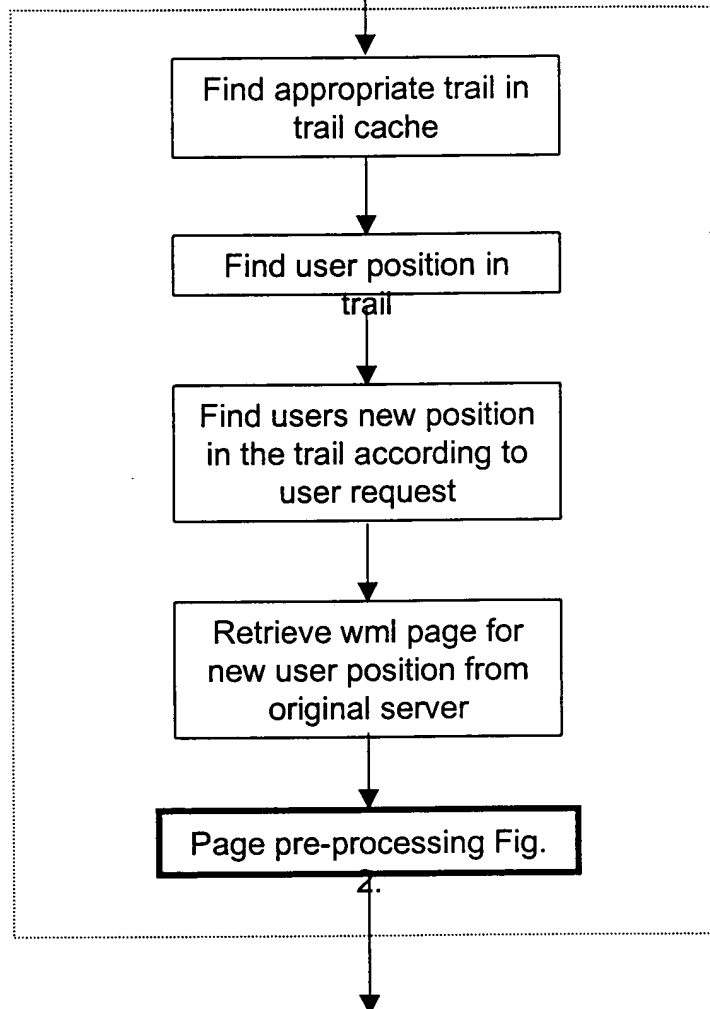 Find appropriate trail in
trail cache
Find user position in
trail
Find users new position
in the trail according to
user request
Retrieve wml page for
new user position from
original server
Page pre-processing Fig.
2.